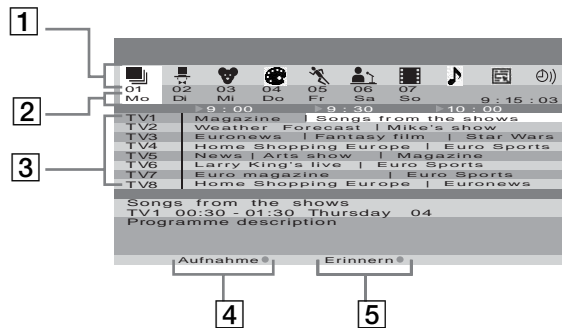 1
01 02 03 04 05 06 07
2
Mo Di Mi Do Fr Sa So 9:15:03
9:00 9:30 10:00
TV1 Magazine | Songs from the shows
TV2 Weather Forecast | Mike's show
3
TV3 Euronews | Fantasy film | Star Wars
TV4 Home Shopping Europe | Euro Sports
TV5 News | Arts show | Magazine
TV6 Larry King's live | Euro Sports
TV7 Euro magazine | Euro Sports
TV8 Home Shopping Europe | Euronews
Songs from the shows
TV1 00:30 - 01:30 Thursday 04
Programme description
Aufnahme Erinnern
4 5